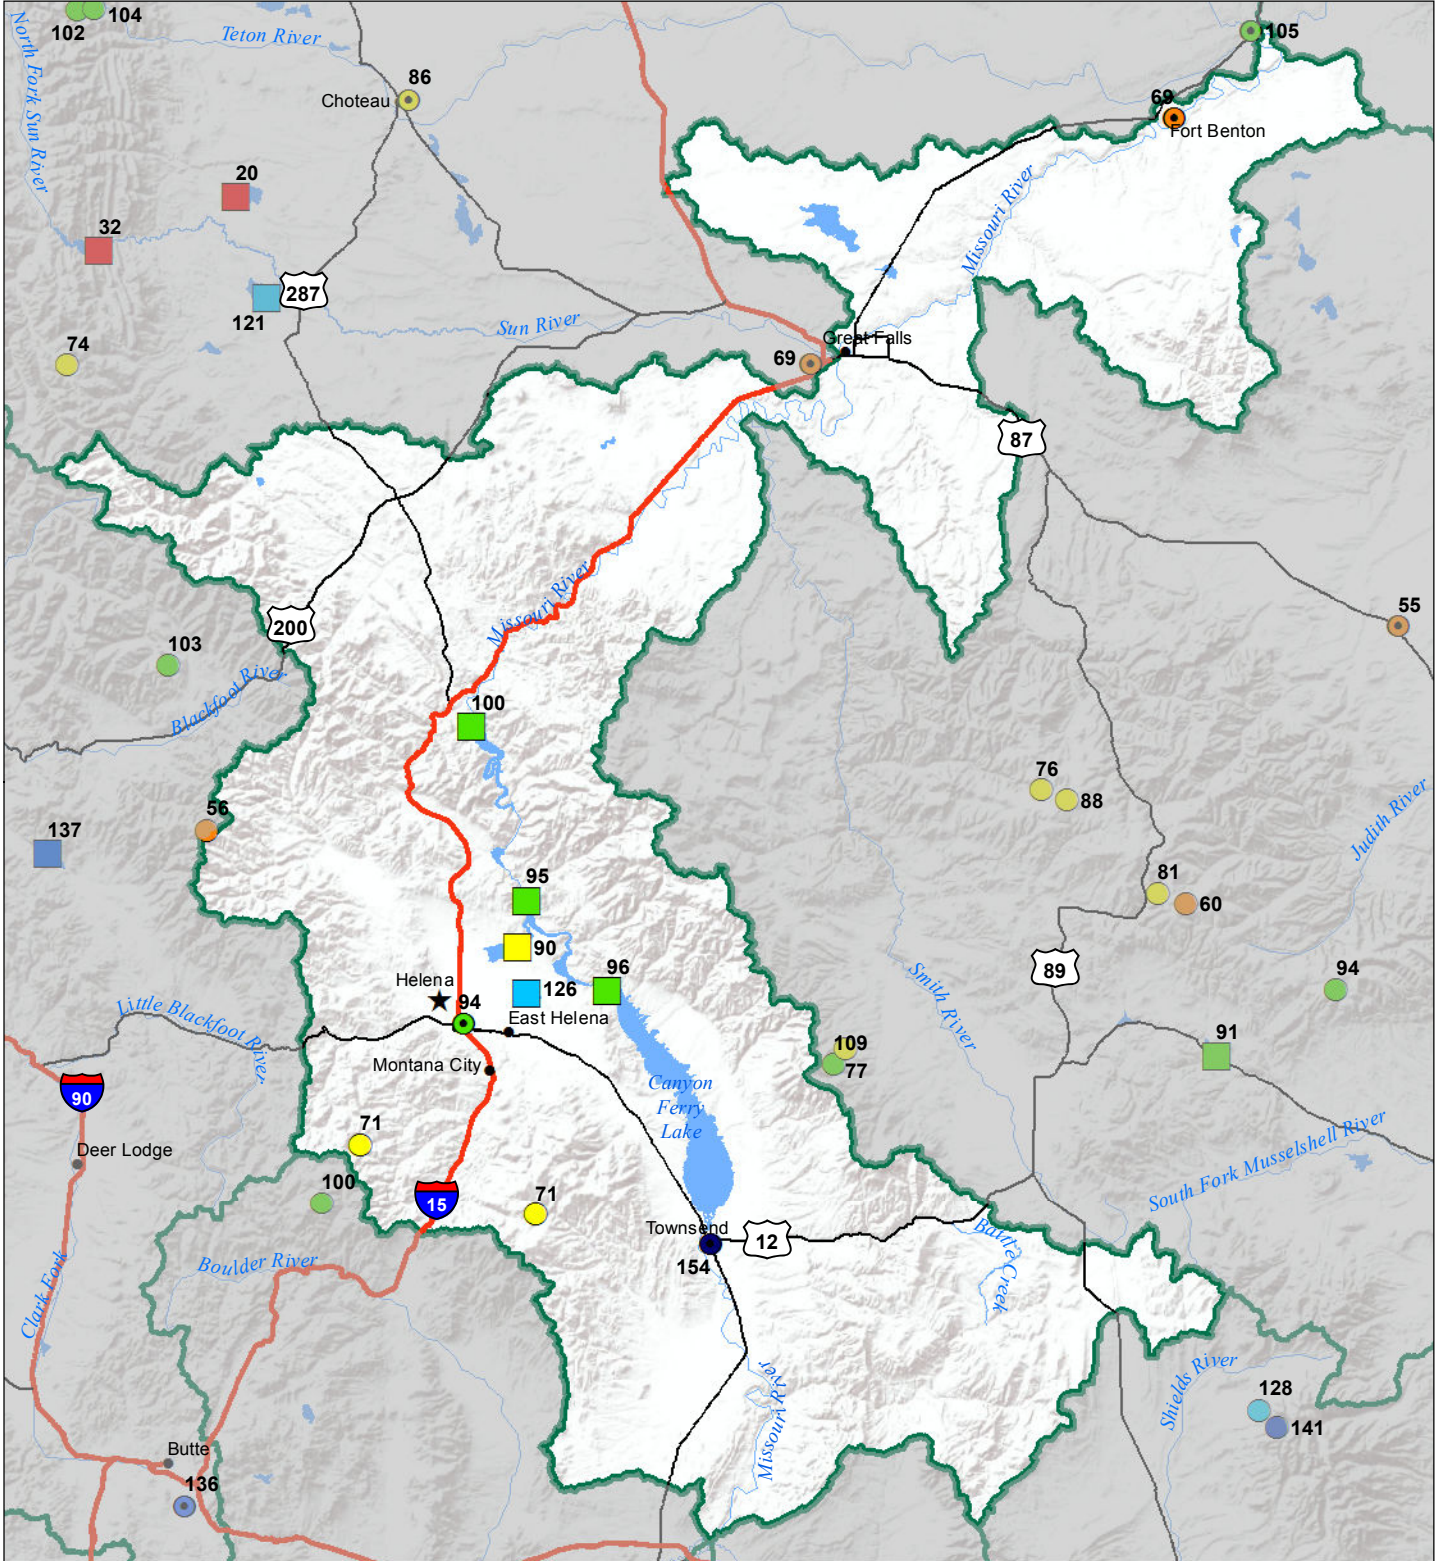 102
104
North Fork Sun River
Teton River
105
86
Choteau
69
Fort Benton
20
32
Missouri River
287
121
Sun River
Great Falls
74
69
87
Missouri River
200
55
103
Blackfoot River
100
76
88
56
137
Judith River
95
81
60
90
89
96
94
Helena
126
Smith River
94
East Helena
Little Blackfoot River
91
109
77
Montana City
90
Canyon
Ferry
Lake
71
Deer Lodge
South Fork Musselshell River
100
15
71
Townsend
12
Battle Creek
154
Boulder River
Clark Fork
Missouri River
Shields River
128
141
Butte
136